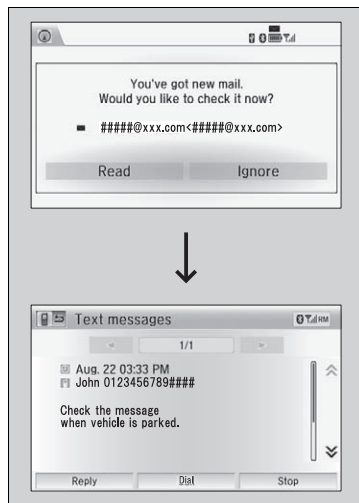 You've got new mail.
Would you like to check it now?
#####@xxx.com<#####@xxx.com>
Read Ignore
Text messages RM
1/1
Aug. 22 03:33 PM
John 0123456789####
Check the message
when vehicle is parked.
Reply Dial Stop